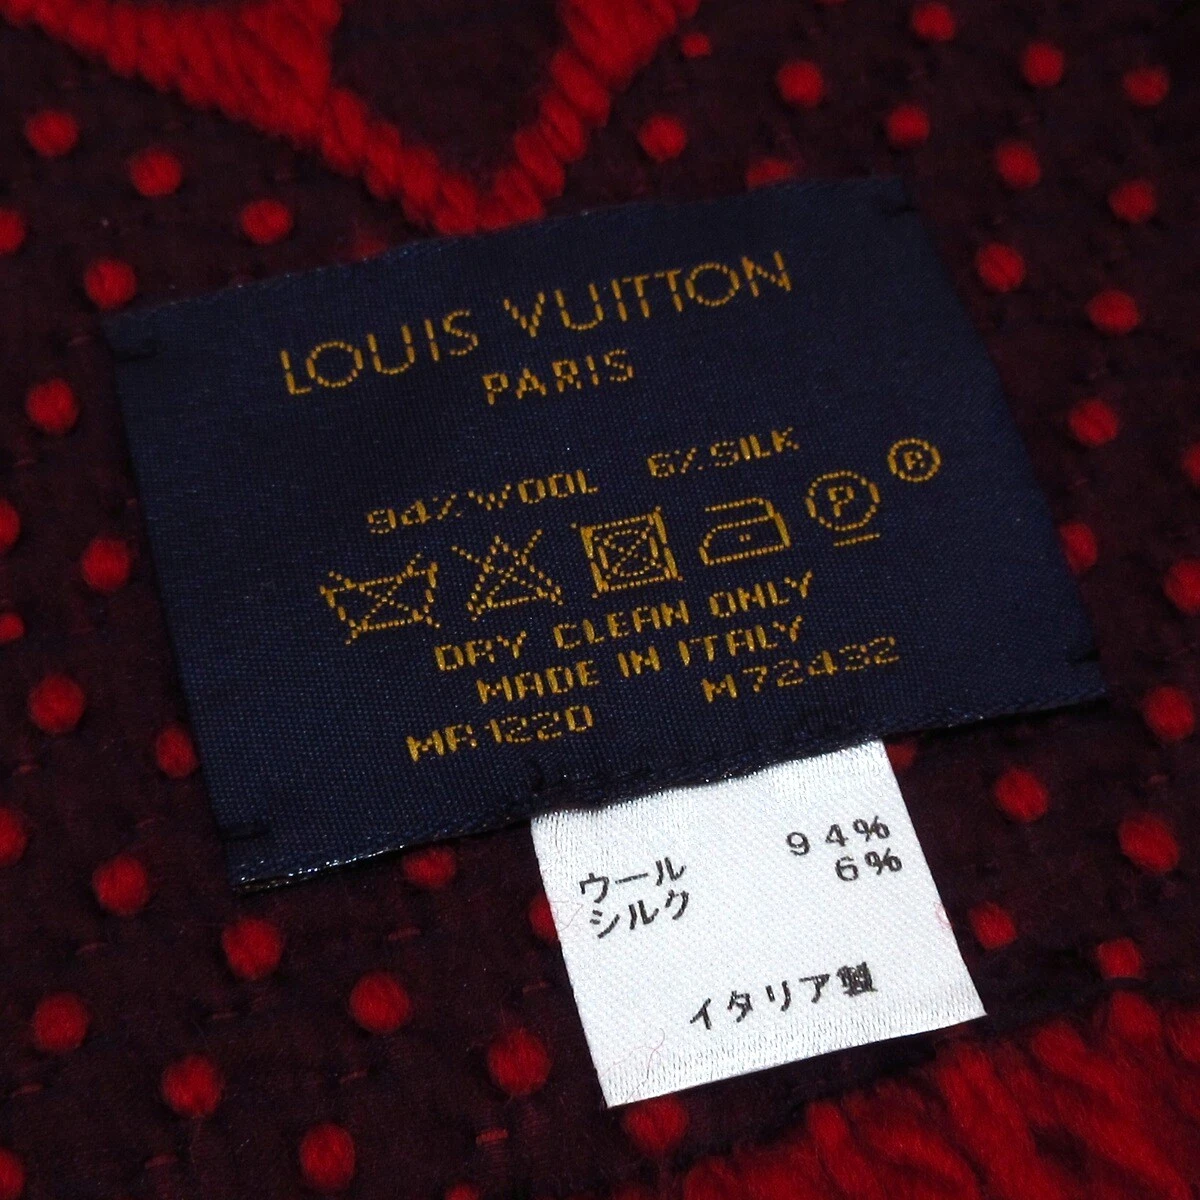 LOUIS VUITTON
PARIS
94% WOOL 6% SILK
P ®
DRY CLEAN ONLY
MADE IN ITALY
MR1220 M72432
ウール 94%
シルク 6%
イタリア製